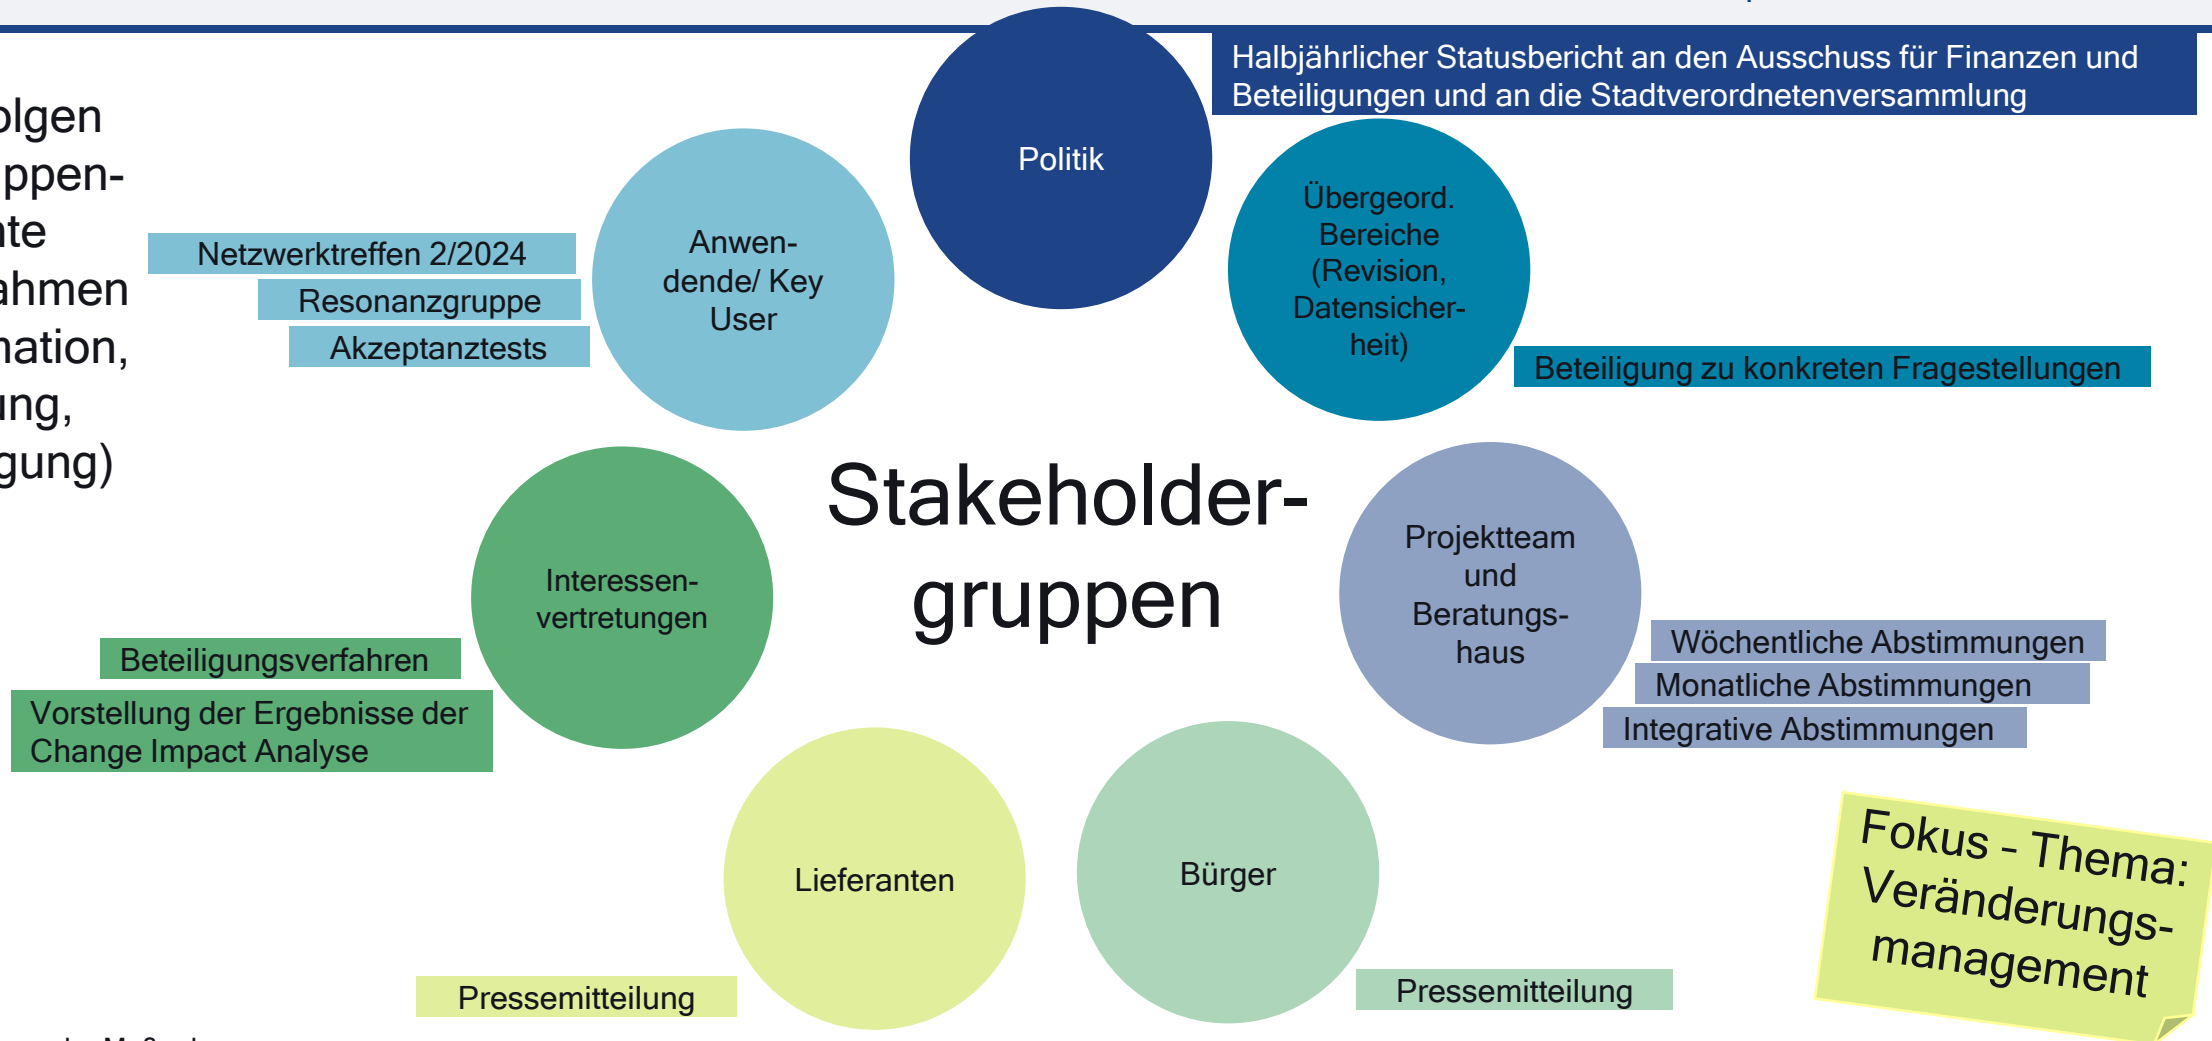 Halbjährlicher Statusbericht an den Ausschuss für Finanzen und
Beteiligungen und an die Stadtverordnetenversammlung
Politik
Übergeord.
Bereiche
(Revision,
Datensicher-
heit)
Beteiligung zu konkreten Fragestellungen
Anwen-
dende/ Key
User
Netzwerktreffen 2/2024
Resonanzgruppe
Akzeptanztests
Stakeholder-
gruppen
Projektteam
und
Beratungs-
haus
Wöchentliche Abstimmungen
Monatliche Abstimmungen
Integrative Abstimmungen
Interessen-
vertretungen
Beteiligungsverfahren
Vorstellung der Ergebnisse der
Change Impact Analyse
Lieferanten
Pressemitteilung
Bürger
Pressemitteilung
Fokus - Thema:
Veränderungs-
management